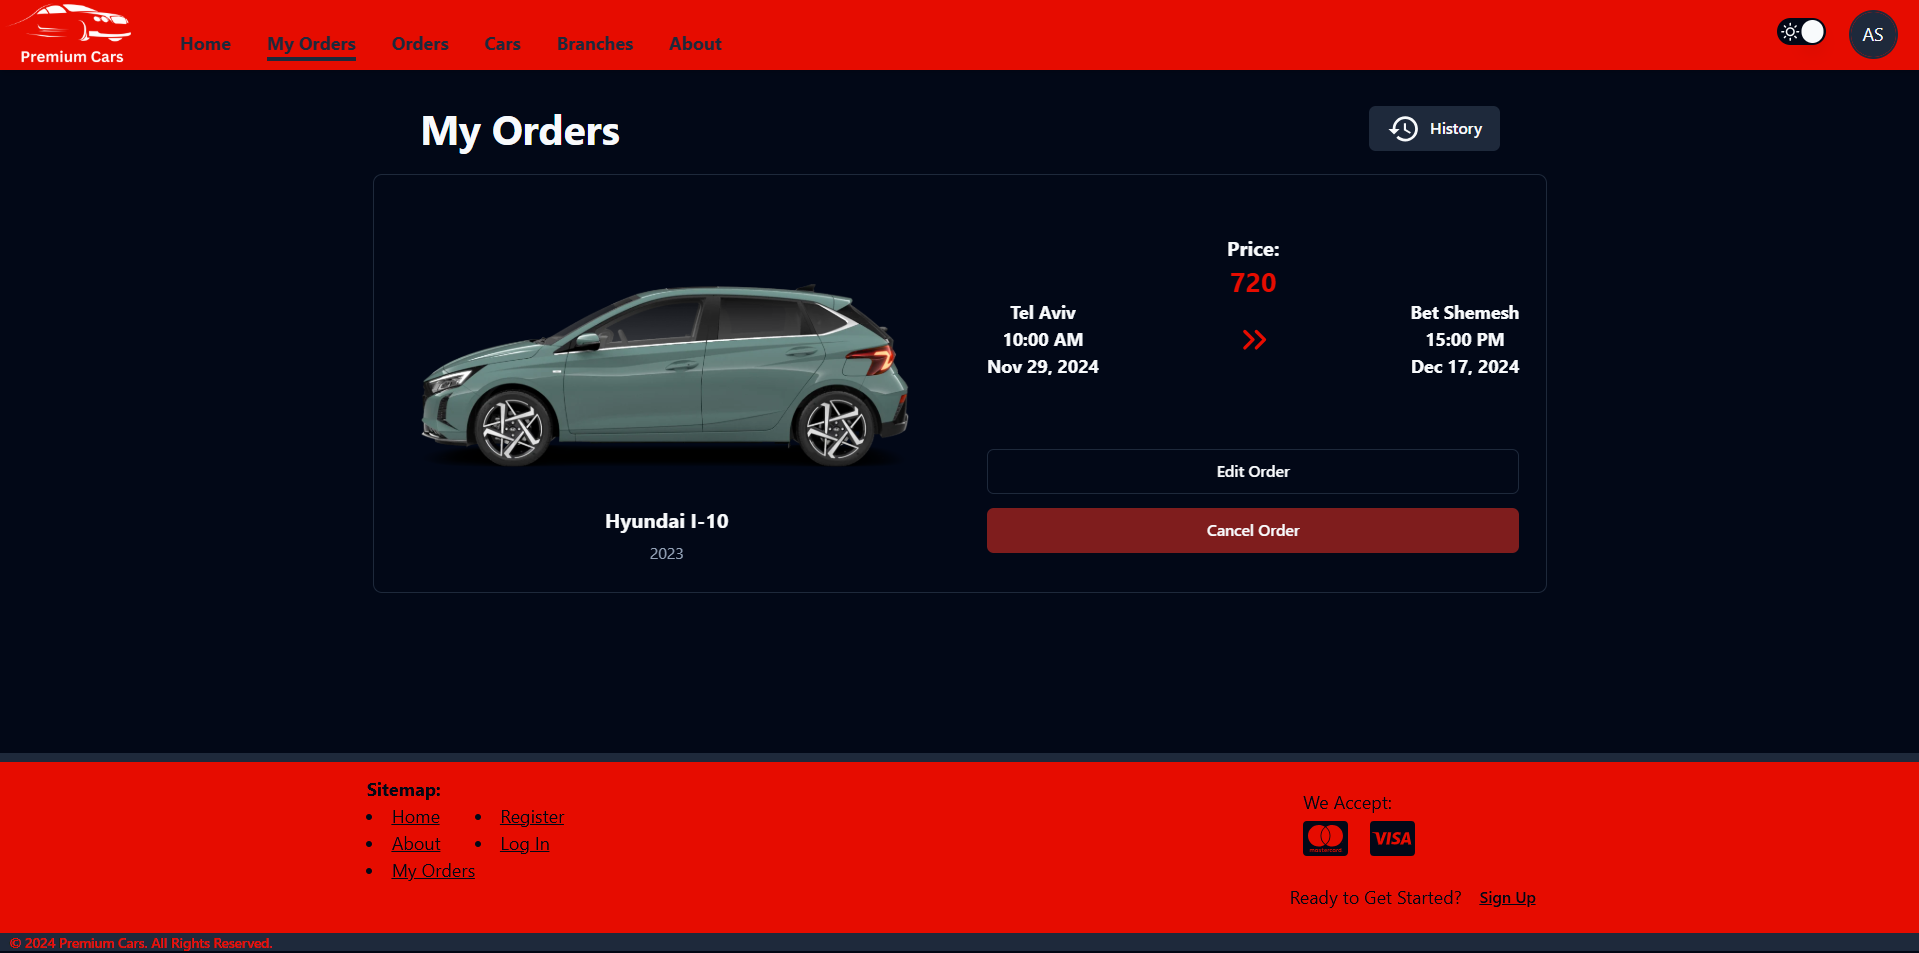 Premium Cars
Home My Orders Orders Cars Branches About
AS
My Orders
History
Price:
720
Tel Aviv
10:00 AM
Nov 29, 2024
Bet Shemesh
15:00 PM
Dec 17, 2024
Hyundai I-10
2023
Edit Order
Cancel Order
Sitemap:
Home
About
My Orders
Register
Log In
We Accept:
mastercard
VISA
Ready to Get Started? Sign Up
© 2024 Premium Cars. All Rights Reserved.